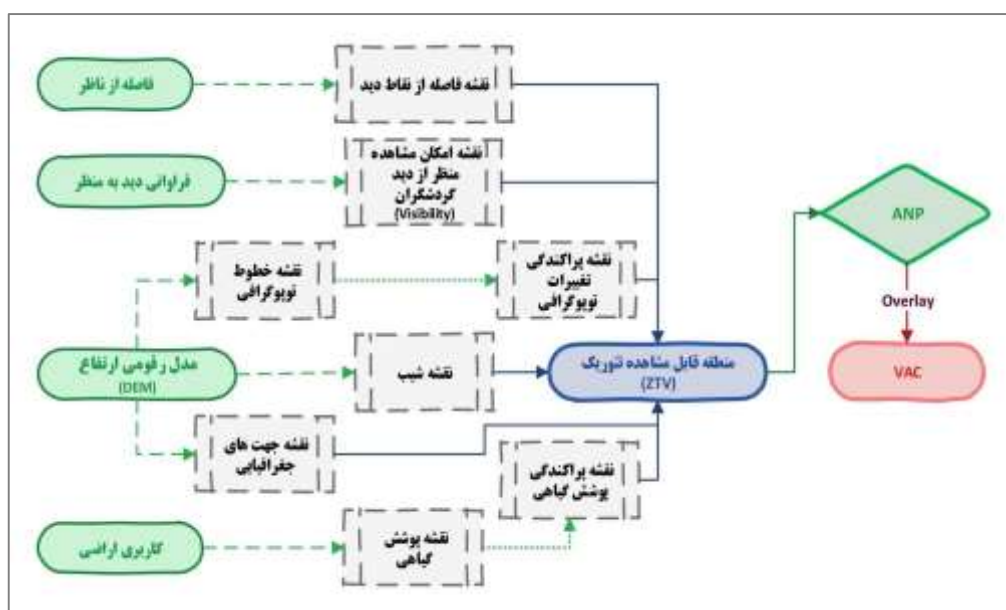 فاصله از ناظر
نقشه فاصله از نقاط دید
فراوانی دید به منظر
نقشه امکان مشاهده
منظر از دید
گردشگران
(Visibility)
ANP
نقشه خطوط
توپوگرافی
نقشه پراکندگی
تغییرات
توپوگرافی
Overlay
مدل رقومی ارتفاع
(DEM)
نقشه شیب
منطقه قابل مشاهده تئوریک
(ZTV)
VAC
نقشه جهت های
جغرافیایی
نقشه پراکندگی
پوشش گیاهی
کاربری اراضی
نقشه پوشش
گیاهی